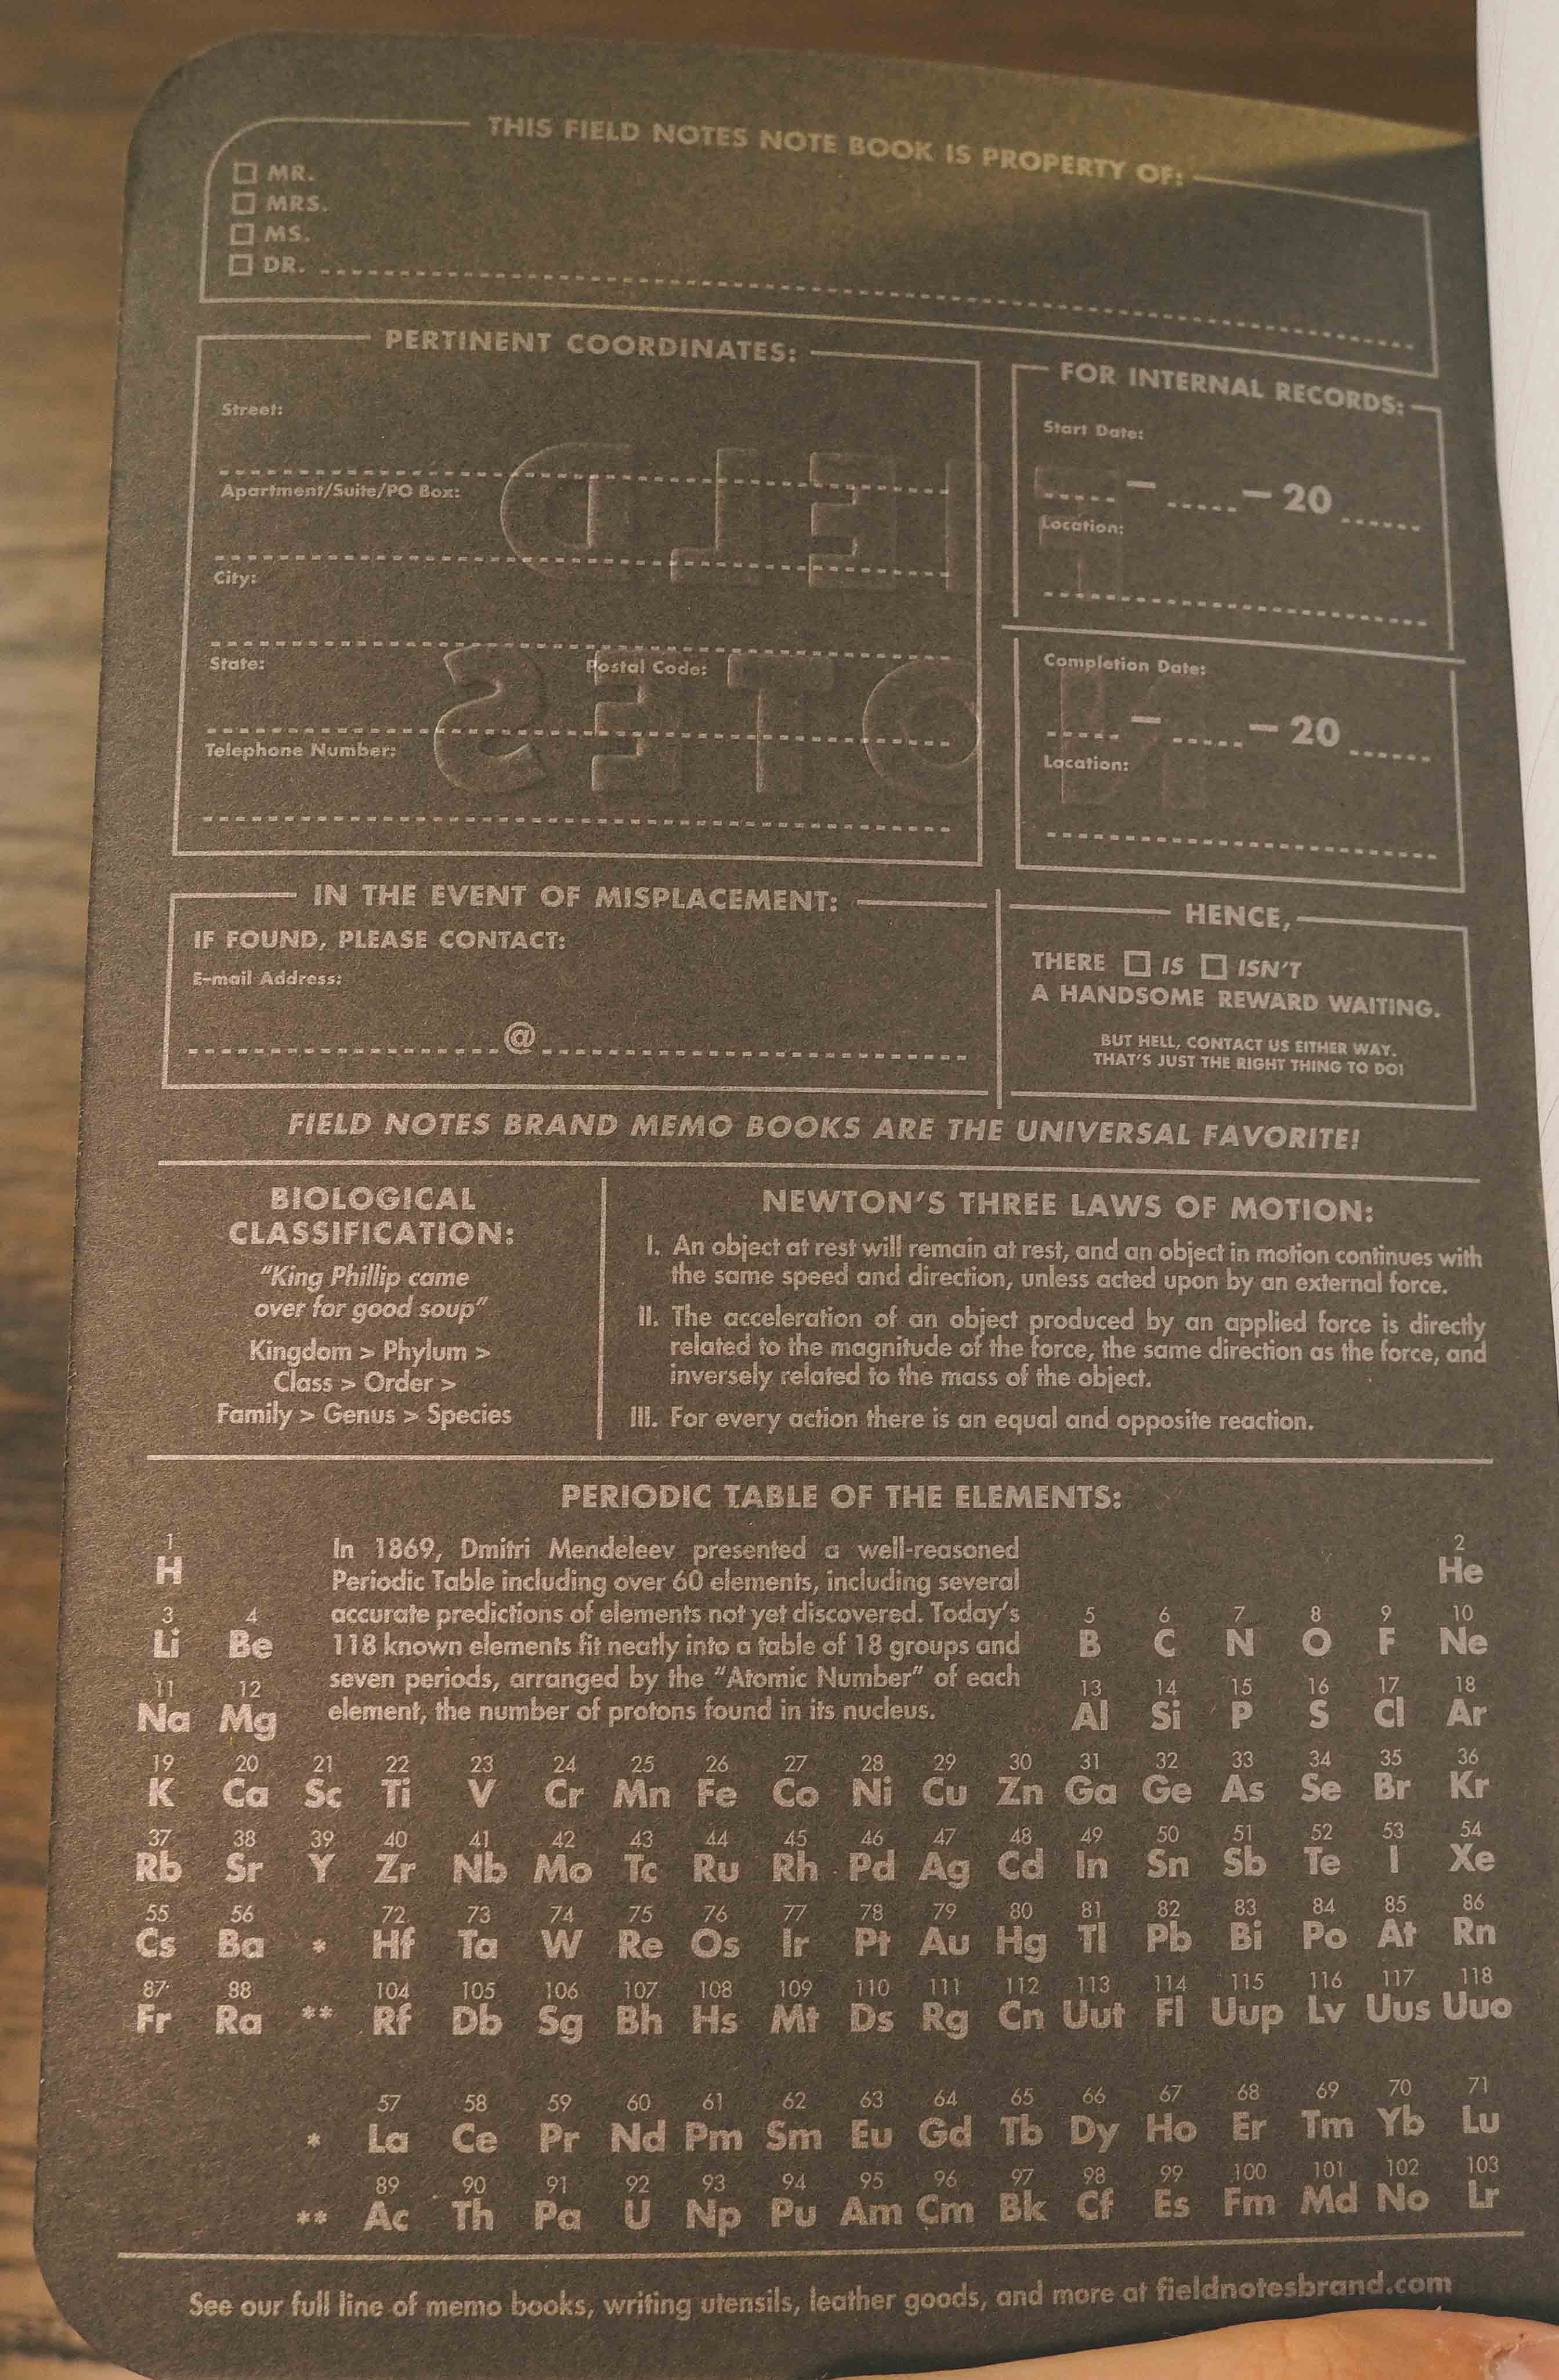 THIS FIELD NOTES NOTE BOOK IS PROPERTY OF:
MR.
MRS.
MS.
DR.
PERTINENT COORDINATES:
Street:
Apartment/Suite/PO Box:
City:
State: Postal Code:
Telephone Number:
FOR INTERNAL RECORDS:
Start Date:
– – 20
Location:
Completion Date:
– – 20
Location:
FIELD
NOTES
IN THE EVENT OF MISPLACEMENT:
IF FOUND, PLEASE CONTACT:
E-mail Address:
@
HENCE,
THERE IS ISN'T
A HANDSOME REWARD WAITING.
BUT HELL, CONTACT US EITHER WAY.
THAT'S JUST THE RIGHT THING TO DO!
FIELD NOTES BRAND MEMO BOOKS ARE THE UNIVERSAL FAVORITE!
BIOLOGICAL
CLASSIFICATION:
"King Phillip came
over for good soup"
Kingdom > Phylum >
Class > Order >
Family > Genus > Species
NEWTON'S THREE LAWS OF MOTION:
I. An object at rest will remain at rest, and an object in motion continues with
the same speed and direction, unless acted upon by an external force.
II. The acceleration of an object produced by an applied force is directly
related to the magnitude of the force, the same direction as the force, and
inversely related to the mass of the object.
III. For every action there is an equal and opposite reaction.
PERIODIC TABLE OF THE ELEMENTS:
In 1869, Dmitri Mendeleev presented a well-reasoned
Periodic Table including over 60 elements, including several
accurate predictions of elements not yet discovered. Today's
118 known elements fit neatly into a table of 18 groups and
seven periods, arranged by the "Atomic Number" of each
element, the number of protons found in its nucleus.
1 2
H He
3 4 5 6 7 8 9 10
Li Be B C N O F Ne
11 12 13 14 15 16 17 18
Na Mg Al Si P S Cl Ar
19 20 21 22 23 24 25 26 27 28 29 30 31 32 33 34 35 36
K Ca Sc Ti V Cr Mn Fe Co Ni Cu Zn Ga Ge As Se Br Kr
37 38 39 40 41 42 43 44 45 46 47 48 49 50 51 52 53 54
Rb Sr Y Zr Nb Mo Tc Ru Rh Pd Ag Cd In Sn Sb Te I Xe
55 56 72 73 74 75 76 77 78 79 80 81 82 83 84 85 86
Cs Ba * Hf Ta W Re Os Ir Pt Au Hg Tl Pb Bi Po At Rn
87 88 104 105 106 107 108 109 110 111 112 113 114 115 116 117 118
Fr Ra ** Rf Db Sg Bh Hs Mt Ds Rg Cn Uut Fl Uup Lv Uus Uuo
57 58 59 60 61 62 63 64 65 66 67 68 69 70 71
* La Ce Pr Nd Pm Sm Eu Gd Tb Dy Ho Er Tm Yb Lu
89 90 91 92 93 94 95 96 97 98 99 100 101 102 103
** Ac Th Pa U Np Pu Am Cm Bk Cf Es Fm Md No Lr
See our full line of memo books, writing utensils, leather goods, and more at fieldnotesbrand.com